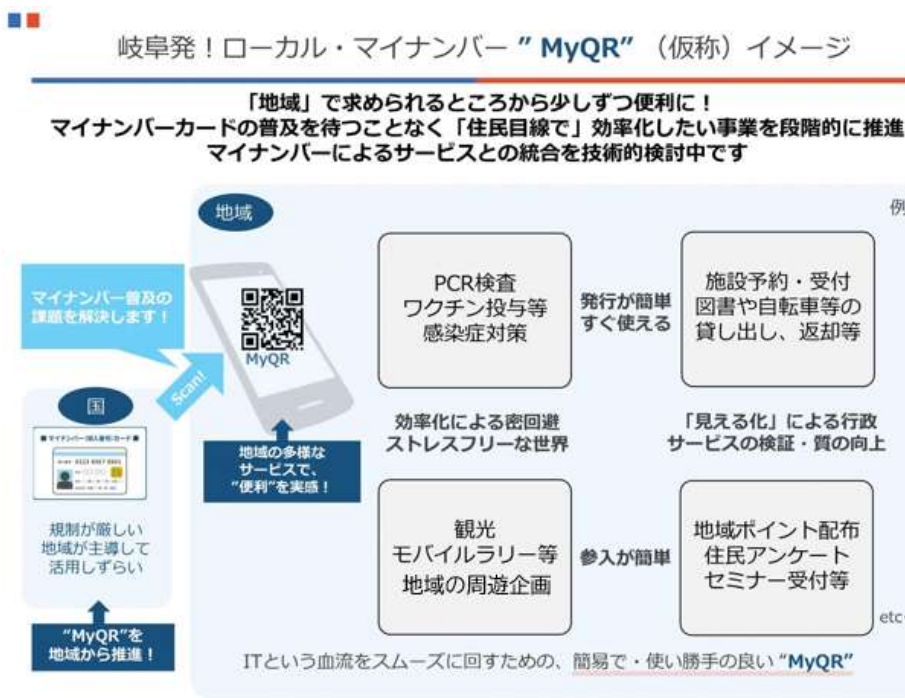 岐阜発！ローカル・マイナンバー ”MyQR”（仮称）イメージ
「地域」で求められるところから少しずつ便利に！
マイナンバーカードの普及を待つことなく「住民目線で」効率化したい事業を段階的に推進
マイナンバーによるサービスとの統合を技術的検討中です
地域
例
マイナンバー普及の
課題を解決します！
Scan!
MyQR
PCR検査
ワクチン投与等
感染症対策
発行が簡単
すぐ使える
施設予約・受付
図書や自転車等の
貸し出し、返却等
国
規制が厳しい
地域が主導して
活用しずらい
“MyQR”を
地域から推進！
地域の多様な
サービスで、
“便利”を実感！
効率化による密回避
ストレスフリーな世界
「見える化」による行政
サービスの検証・質の向上
観光
モバイルラリー等
地域の周遊企画
参入が簡単
地域ポイント配布
住民アンケート
セミナー受付等
etc
ITという血流をスムーズに回すための、簡易で・使い勝手の良い“MyQR”